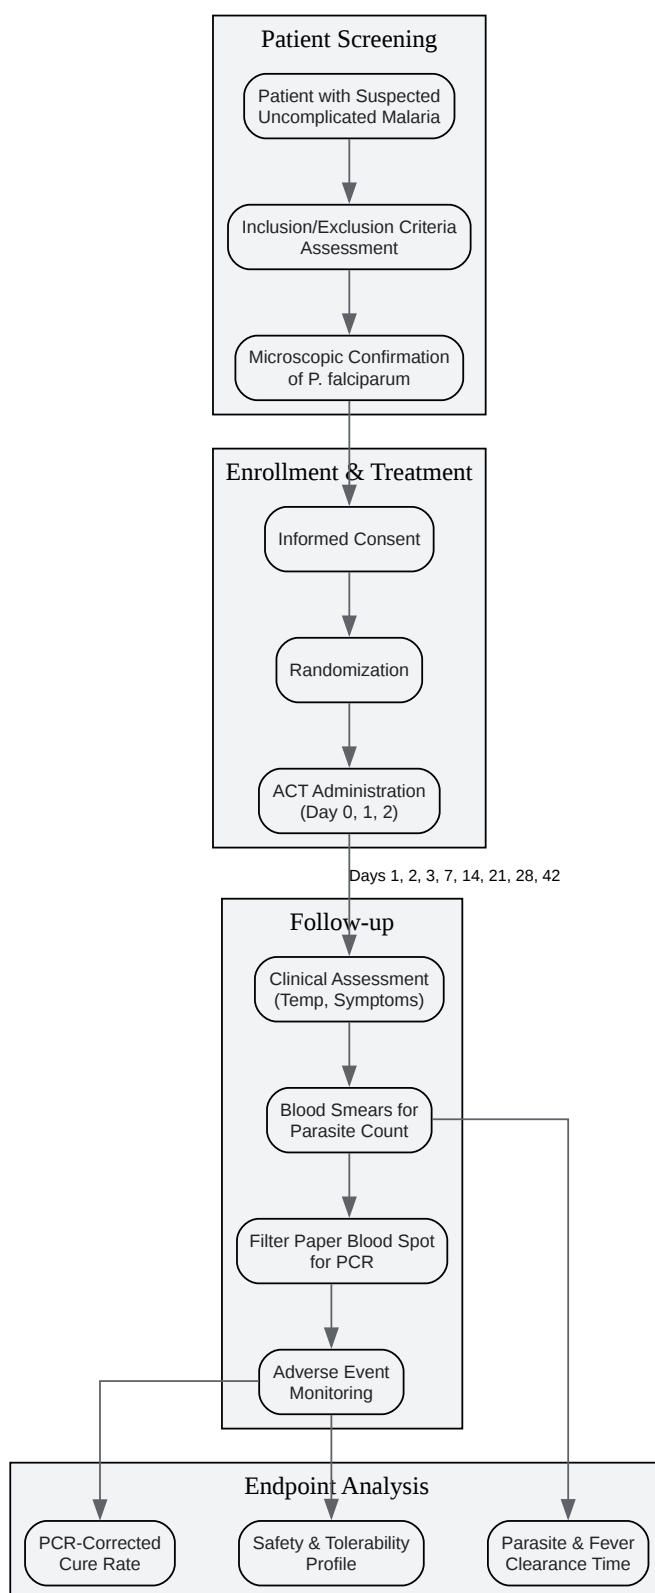 Patient Screening
Patient with Suspected
Uncomplicated Malaria
Inclusion/Exclusion Criteria
Assessment
Microscopic Confirmation
of P. falciparum
Enrollment & Treatment
Informed Consent
Randomization
ACT Administration
(Day 0, 1, 2)
Days 1, 2, 3, 7, 14, 21, 28, 42
Follow-up
Clinical Assessment
(Temp, Symptoms)
Blood Smears for
Parasite Count
Filter Paper Blood Spot
for PCR
Adverse Event
Monitoring
Endpoint Analysis
PCR-Corrected
Cure Rate
Safety & Tolerability
Profile
Parasite & Fever
Clearance Time